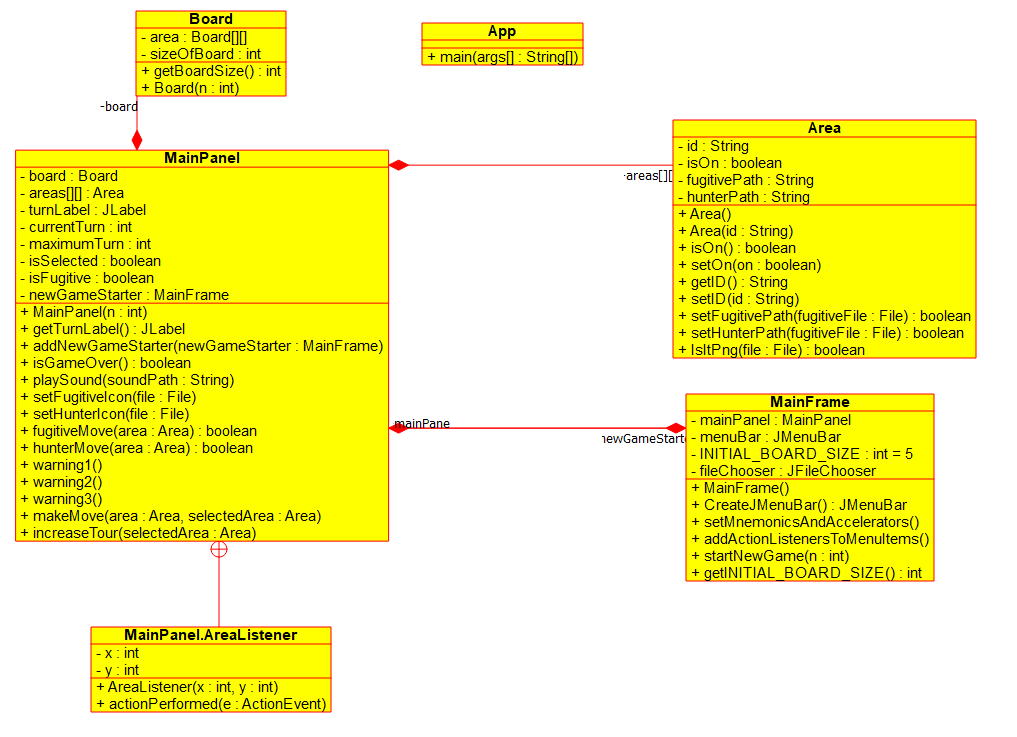 Board
- area : Board[][]
- sizeOfBoard : int
+ getBoardSize() : int
+ Board(n : int)
App
+ main(args[] : String[])
-board
MainPanel
- board : Board
- areas[][] : Area
- turnLabel : JLabel
- currentTurn : int
- maximumTurn : int
- isSelected : boolean
- isFugitive : boolean
- newGameStarter : MainFrame
+ MainPanel(n : int)
+ getTurnLabel() : JLabel
+ addNewGameStarter(newGameStarter : MainFrame)
+ isGameOver() : boolean
+ playSound(soundPath : String)
+ setFugitiveIcon(file : File)
+ setHunterIcon(file : File)
+ fugitiveMove(area : Area) : boolean
+ hunterMove(area : Area) : boolean
+ warning1()
+ warning2()
+ warning3()
+ makeMove(area : Area, selectedArea : Area)
+ increaseTour(selectedArea : Area)
-areas[][
Area
- id : String
- isOn : boolean
- fugitivePath : String
- hunterPath : String
+ Area()
+ Area(id : String)
+ isOn() : boolean
+ setOn(on : boolean)
+ getID() : String
+ setID(id : String)
+ setFugitivePath(fugitiveFile : File) : boolean
+ setHunterPath(fugitiveFile : File) : boolean
+ IsItPng(file : File) : boolean
mainPane
newGameStarte
MainFrame
- mainPanel : MainPanel
- menuBar : JMenuBar
- INITIAL_BOARD_SIZE : int = 5
- fileChooser : JFileChooser
+ MainFrame()
+ CreateJMenuBar() : JMenuBar
+ setMnemonicsAndAccelerators()
+ addActionListenersToMenuItems()
+ startNewGame(n : int)
+ getINITIAL_BOARD_SIZE() : int
MainPanel.AreaListener
- x : int
- y : int
+ AreaListener(x : int, y : int)
+ actionPerformed(e : ActionEvent)